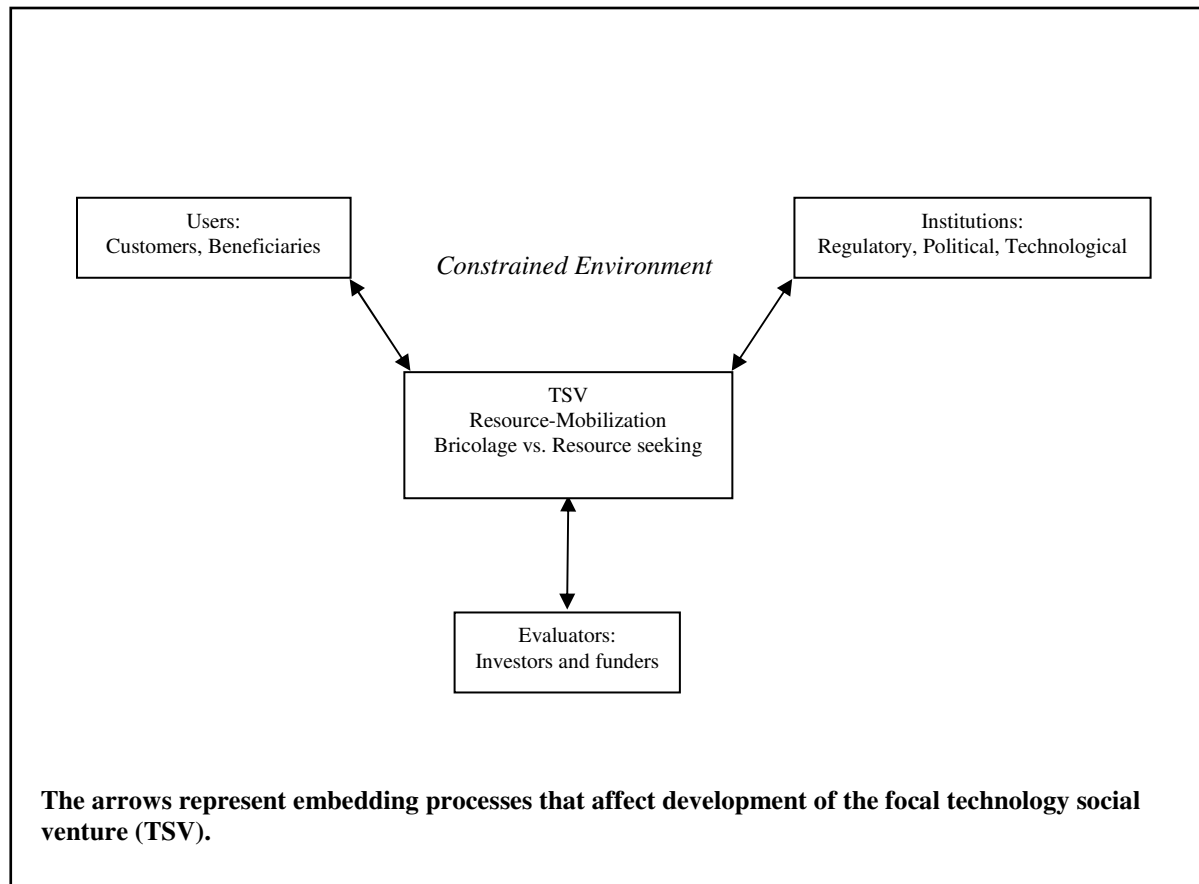 Users:
Customers, Beneficiaries
Institutions:
Regulatory, Political, Technological
Constrained Environment
TSV
Resource-Mobilization
Bricolage vs. Resource seeking
Evaluators:
Investors and funders
The arrows represent embedding processes that affect development of the focal technology social
venture (TSV).